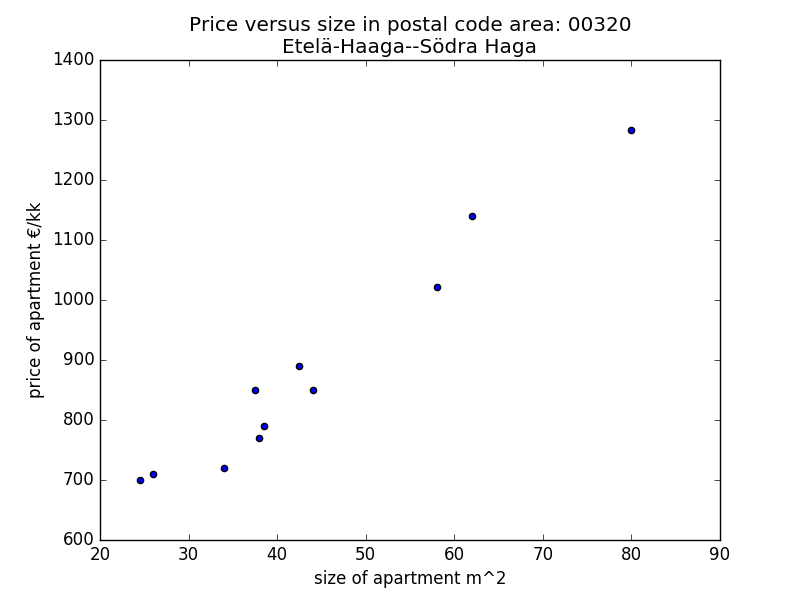 Price versus size in postal code area: 00320
Etelä-Haaga--Södra Haga
1400
1300
1200
1100
1000
900
800
700
600
price of apartment €/kk
20 30 40 50 60 70 80 90
size of apartment m^2